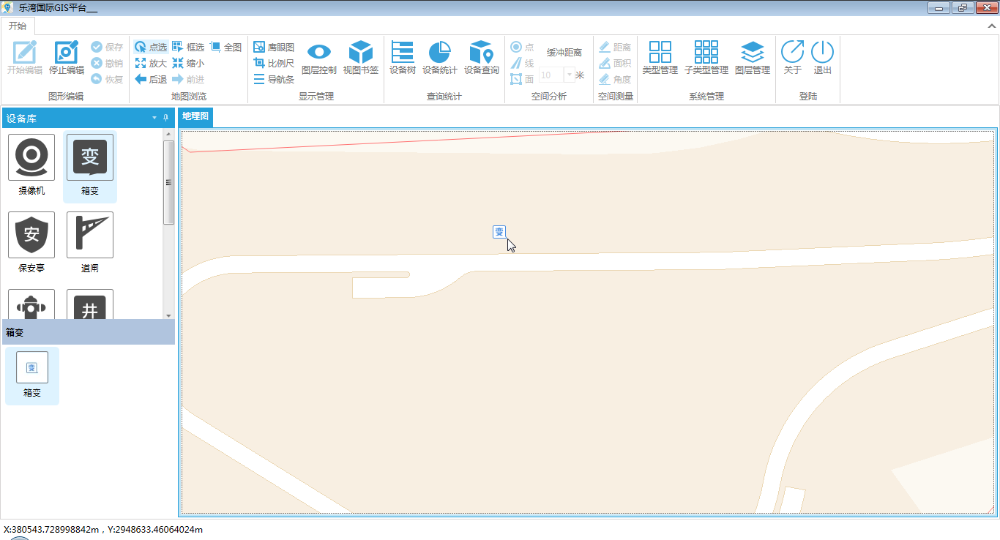 乐湾国际GIS平台__
开始
开始编辑 停止编辑 保存 撤销 恢复
图形编辑
点选 框选 全图
放大 缩小
后退 前进
地图浏览
鹰眼图 比例尺 导航条 图层控制 视图书签
显示管理
设备树 设备统计 设备查询
查询统计
点 线 面 缓冲距离 10 米
空间分析
距离 面积 角度
空间测量
类型管理 子类型管理 图层管理
系统管理
关于 退出
登陆
设备库
地理图
变
摄像机 箱变
安
保安亭 道闸
井
箱变
变
箱变
变
X:380543.728998842m，Y:2948633.46064024m